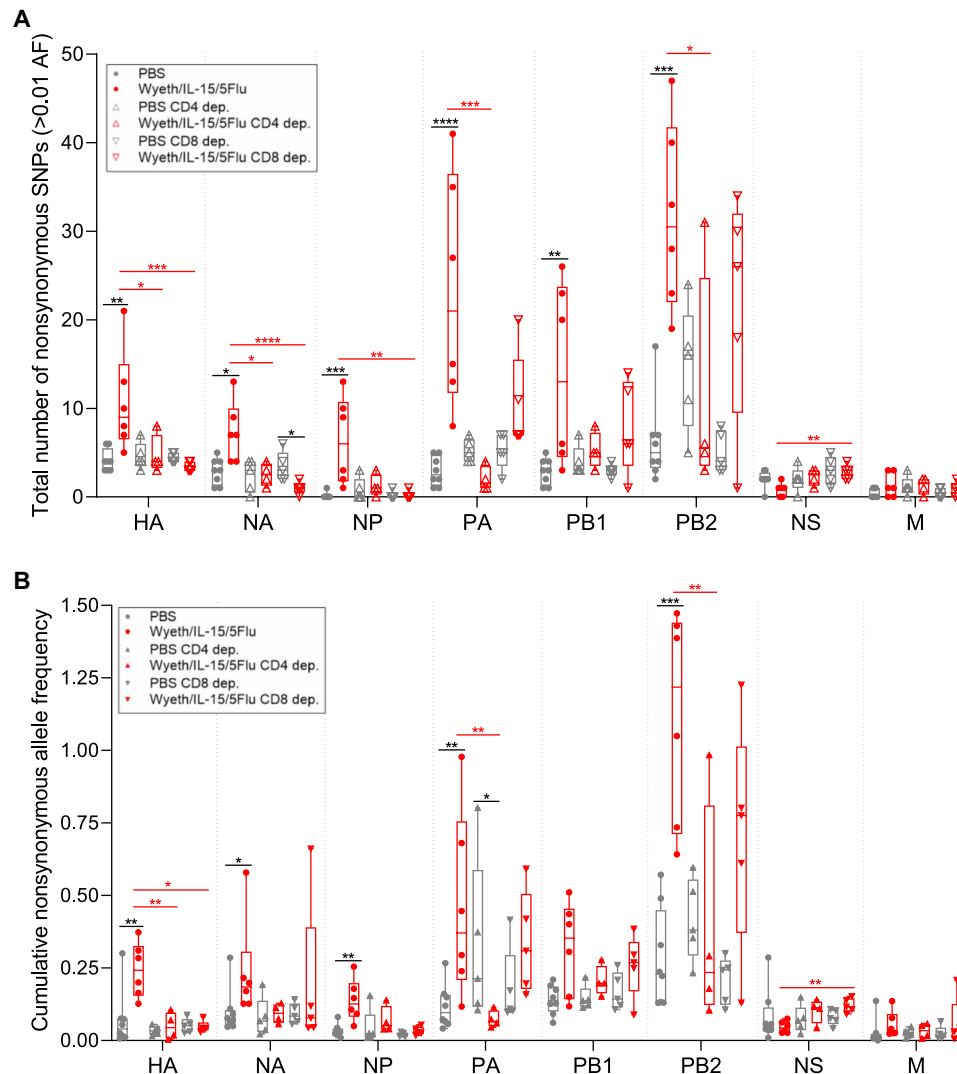 A
Total number of nonsynonymous SNPs (>0.01 AF)
50
40
30
20
10
0
PBS
Wyeth/IL-15/5Flu
PBS CD4 dep.
Wyeth/IL-15/5Flu CD4 dep.
PBS CD8 dep.
Wyeth/IL-15/5Flu CD8 dep.
** * ***
* * **** *
*** **
**** ***
**
*** *
**
HA NA NP PA PB1 PB2 NS M
B
Cumulative nonsynonymous allele frequency
1.50
1.25
1.00
0.75
0.50
0.25
0.00
PBS
Wyeth/IL-15/5Flu
PBS CD4 dep.
Wyeth/IL-15/5Flu CD4 dep.
PBS CD8 dep.
Wyeth/IL-15/5Flu CD8 dep.
** ** *
*
**
** ** *
*** **
**
HA NA NP PA PB1 PB2 NS M